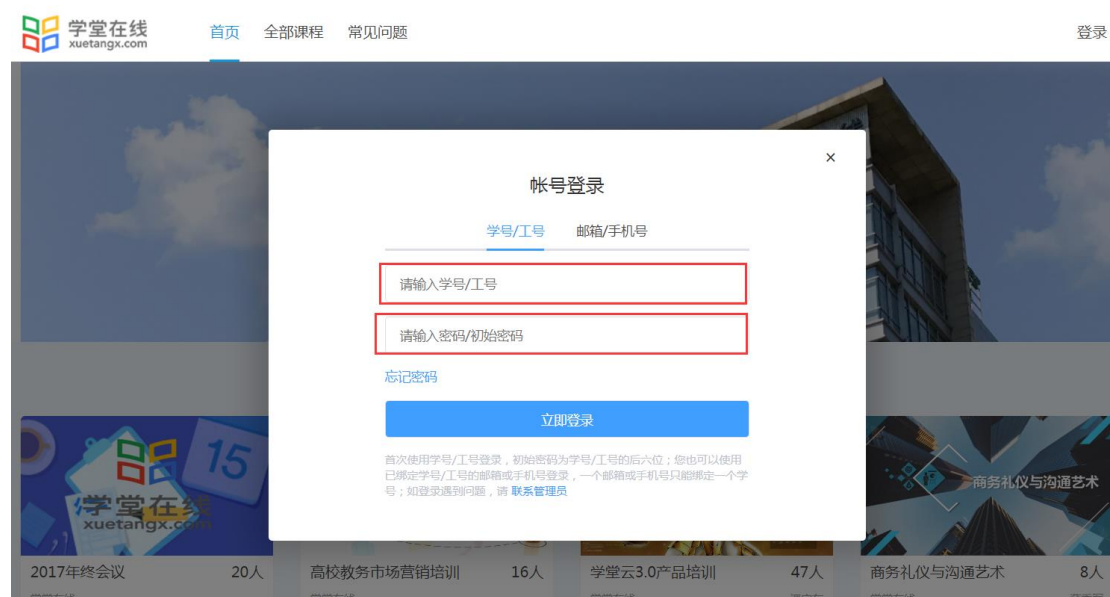 学堂在线
xuetangx.com
首页 全部课程 常见问题 登录
×
帐号登录
学号/工号 邮箱/手机号
请输入学号/工号
请输入密码/初始密码
忘记密码
立即登录
首次使用学号/工号登录，初始密码为学号/工号的后六位；您也可以使用
已绑定学号/工号的邮箱或手机号登录，一个邮箱或手机号只能绑定一个学
号；如登录遇到问题，请 联系管理员
15
学堂在线
xuetangx.com
商务礼仪与沟通艺术
2017年终会议 20人
高校教务市场营销培训 16人
学堂云3.0产品培训 47人
商务礼仪与沟通艺术 8人